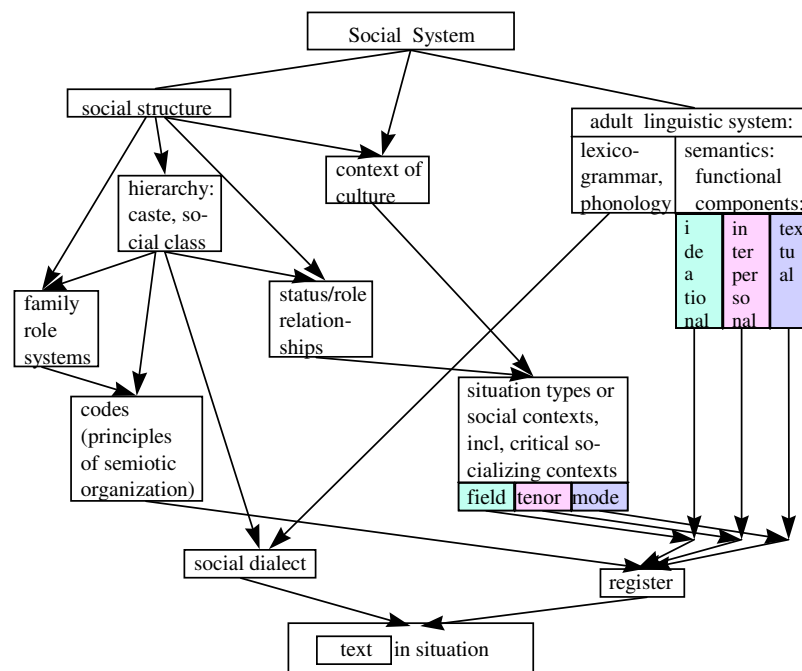 Social System
social structure
adult linguistic system:
context of
culture
lexico-
grammar,
phonology
semantics:
functional
components:
hierarchy:
caste, so-
cial class
i
de
a
tio
nal
in
ter
per
so
nal
tex
tu
al
family
role
systems
status/role
relation-
ships
codes
(principles
of semiotic
organization)
situation types or
social contexts,
incl, critical so-
cializing contexts
field
tenor
mode
social dialect
register
text in situation